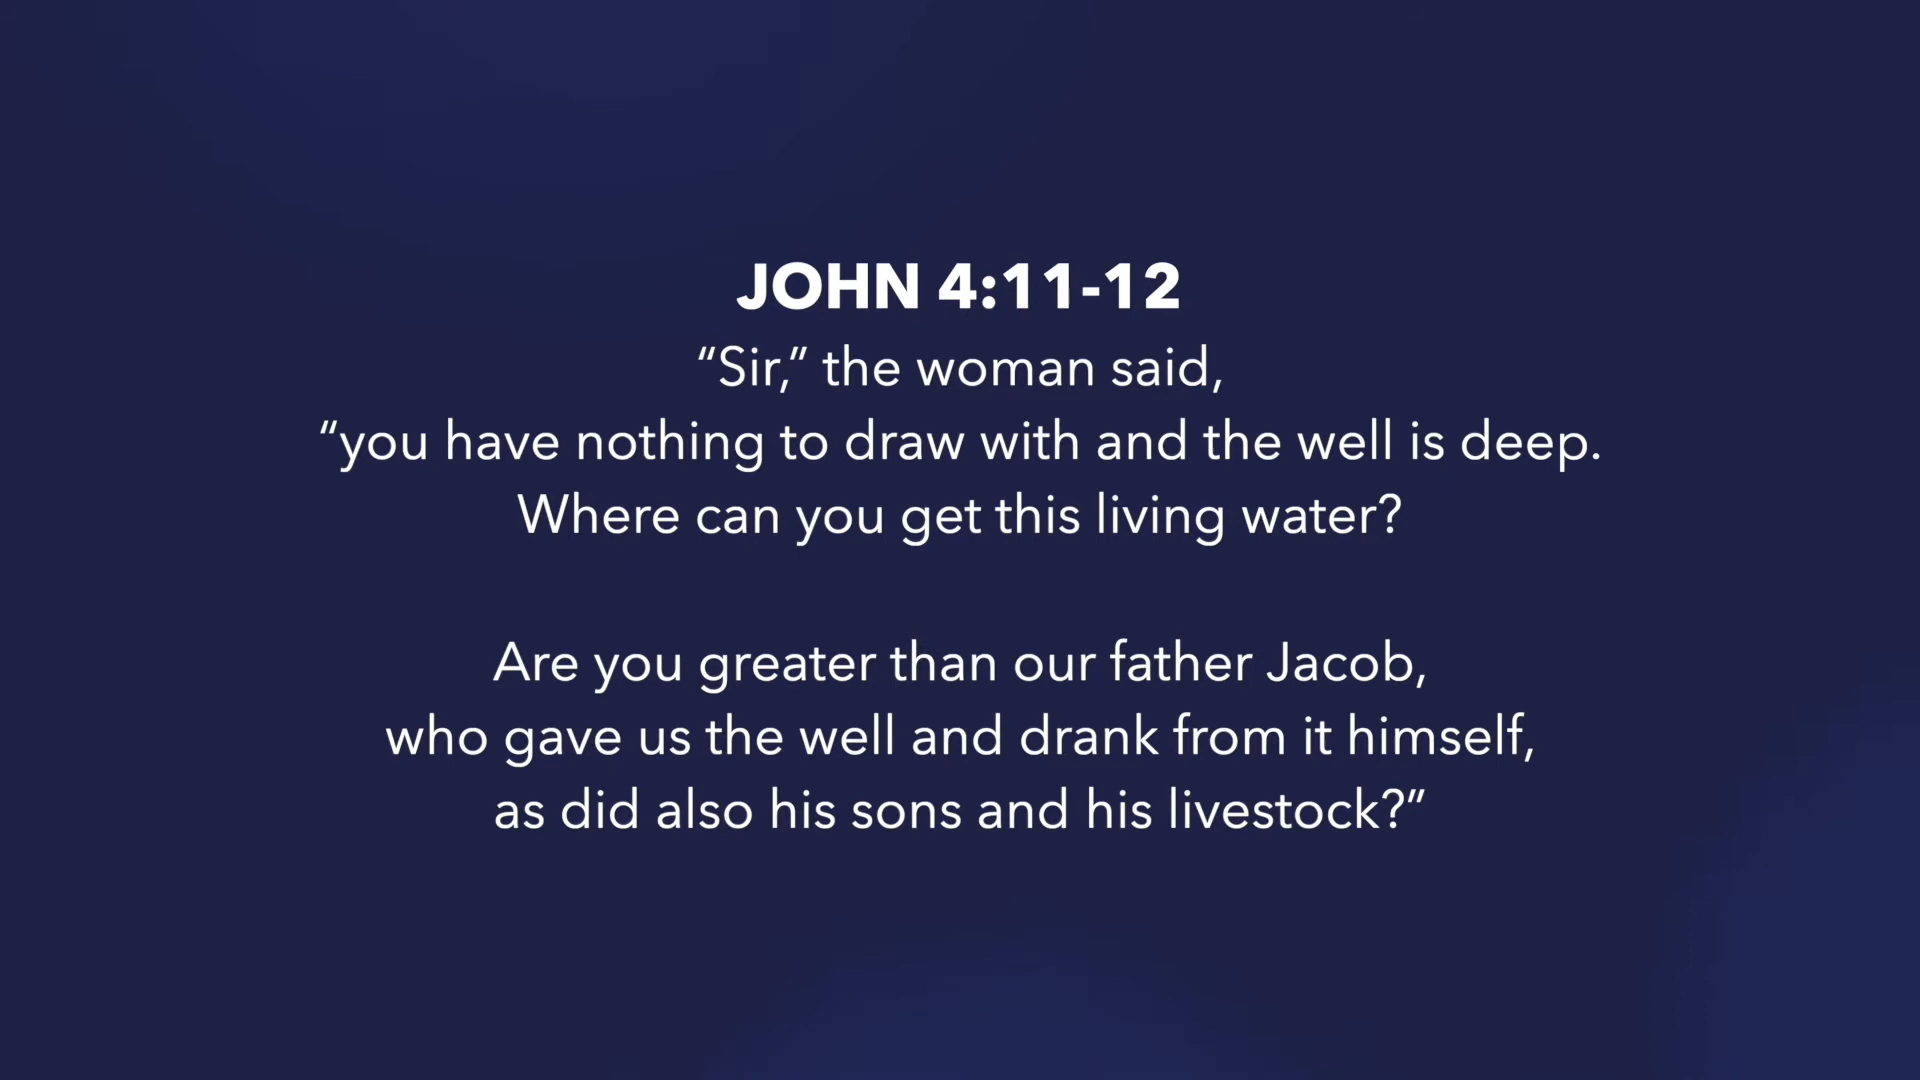 JOHN 4:11-12
“Sir,” the woman said,
“you have nothing to draw with and the well is deep.
Where can you get this living water?
Are you greater than our father Jacob,
who gave us the well and drank from it himself,
as did also his sons and his livestock?”